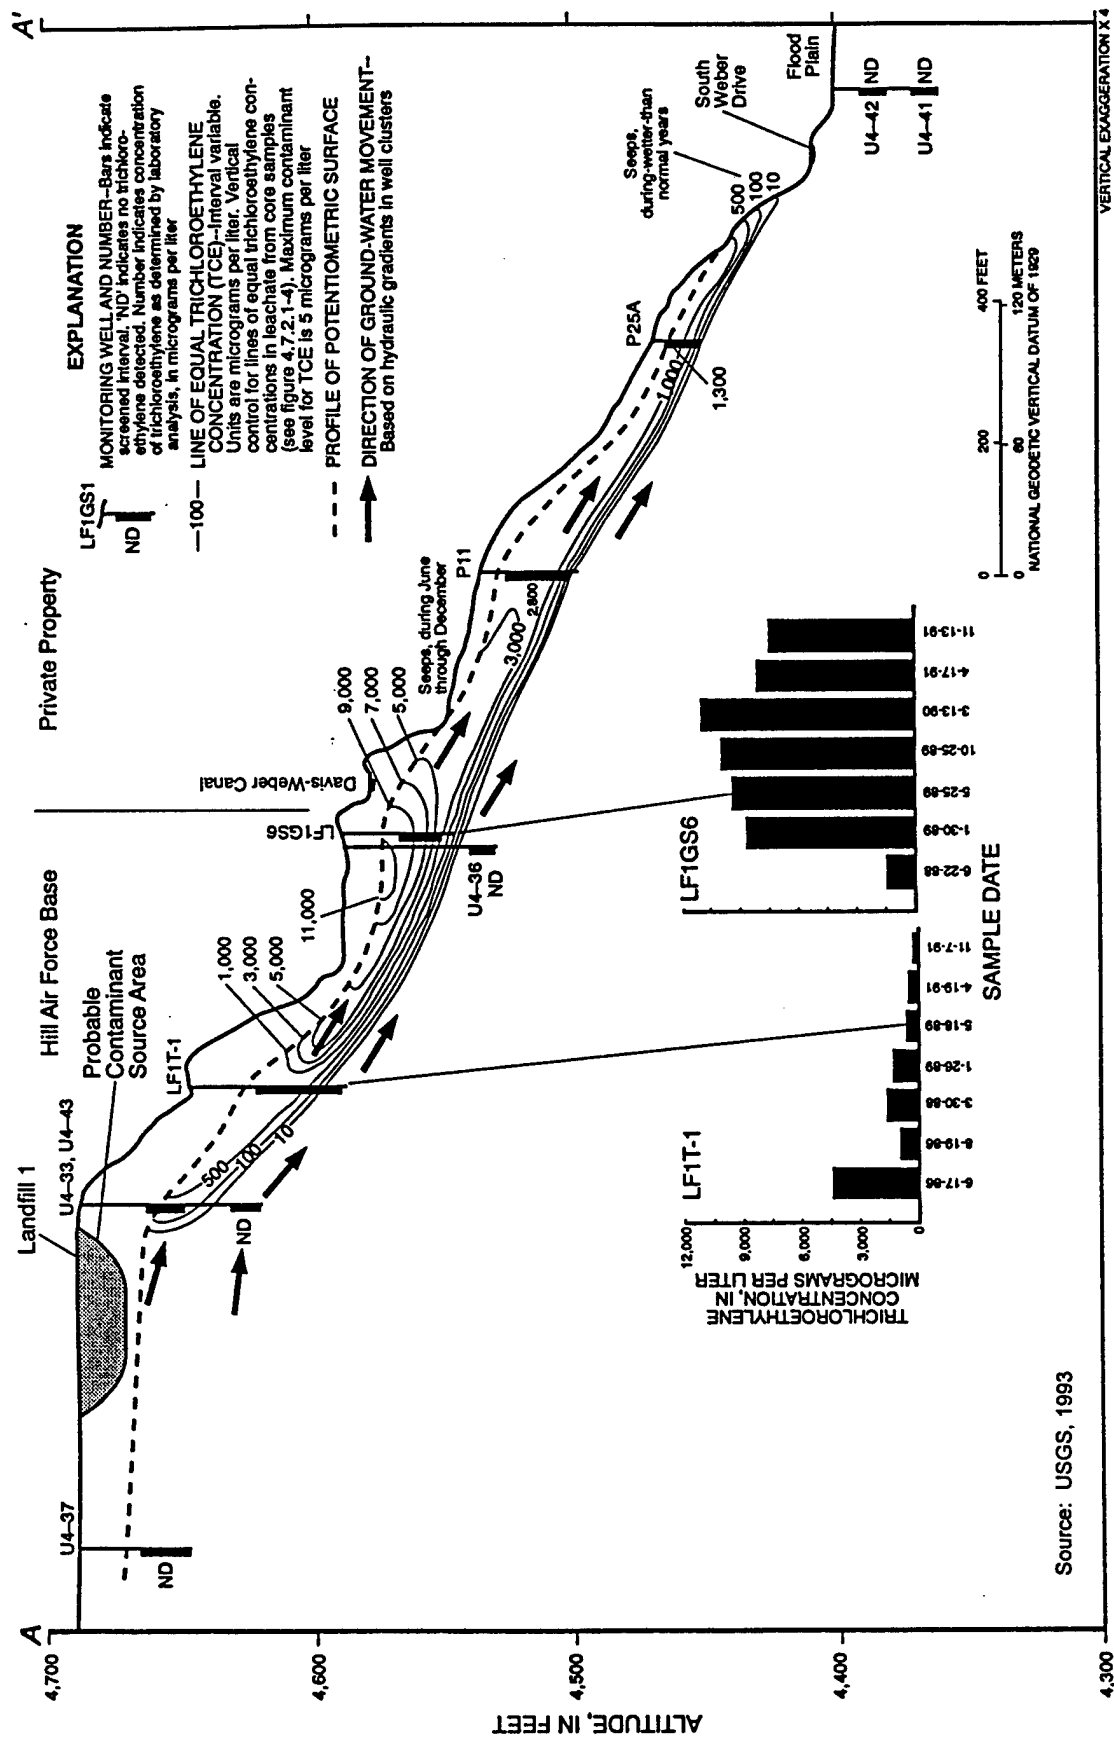 A
A'
Landfill 1
Hill Air Force Base
Private Property
Probable
Contaminant
Source Area
U4–37
U4–33, U4–43
LF1T-1
LF1GS6
Davis-Weber Canal
P11
P25A
ND
ND
U4–36
ND
U4–42
ND
U4–41
ND
500
100
10
1,000
3,000
5,000
11,000
9,000
7,000
5,000
Seeps, during June
through December
3,000
2,800
1,000
1,300
Seeps,
during-wetter-than
normal years
500
100
10
South
Weber
Drive
Flood
Plain
EXPLANATION
LF1GS1
ND
MONITORING WELL AND NUMBER--Bars indicate
screened interval. 'ND' indicates no trichloro-
ethylene detected. Number indicates concentration
of trichloroethylene as determined by laboratory
analysis, in micrograms per liter
—100— LINE OF EQUAL TRICHLOROETHYLENE
CONCENTRATION (TCE)--Interval variable.
Units are micrograms per liter. Vertical
control for lines of equal trichloroethylene con-
centrations in leachate from core samples
(see figure 4.7.2.1-4). Maximum contaminant
level for TCE is 5 micrograms per liter
PROFILE OF POTENTIOMETRIC SURFACE
DIRECTION OF GROUND-WATER MOVEMENT--
Based on hydraulic gradients in well clusters
0 200 400 FEET
0 60 120 METERS
NATIONAL GEODETIC VERTICAL DATUM OF 1929
ALTITUDE, IN FEET
4,700
4,600
4,500
4,400
4,300
TRICHLOROETHYLENE
CONCENTRATION, IN
MICROGRAMS PER LITER
12,000
9,000
6,000
3,000
0
LF1T-1
6-17-86
8-19-86
3-30-88
1-26-89
5-18-89
4-19-91
11-7-91
LF1GS6
6-22-88
1-30-89
5-25-89
10-25-89
3-13-90
4-17-91
11-13-91
SAMPLE DATE
Source: USGS, 1993
VERTICAL EXAGGERATION X 4